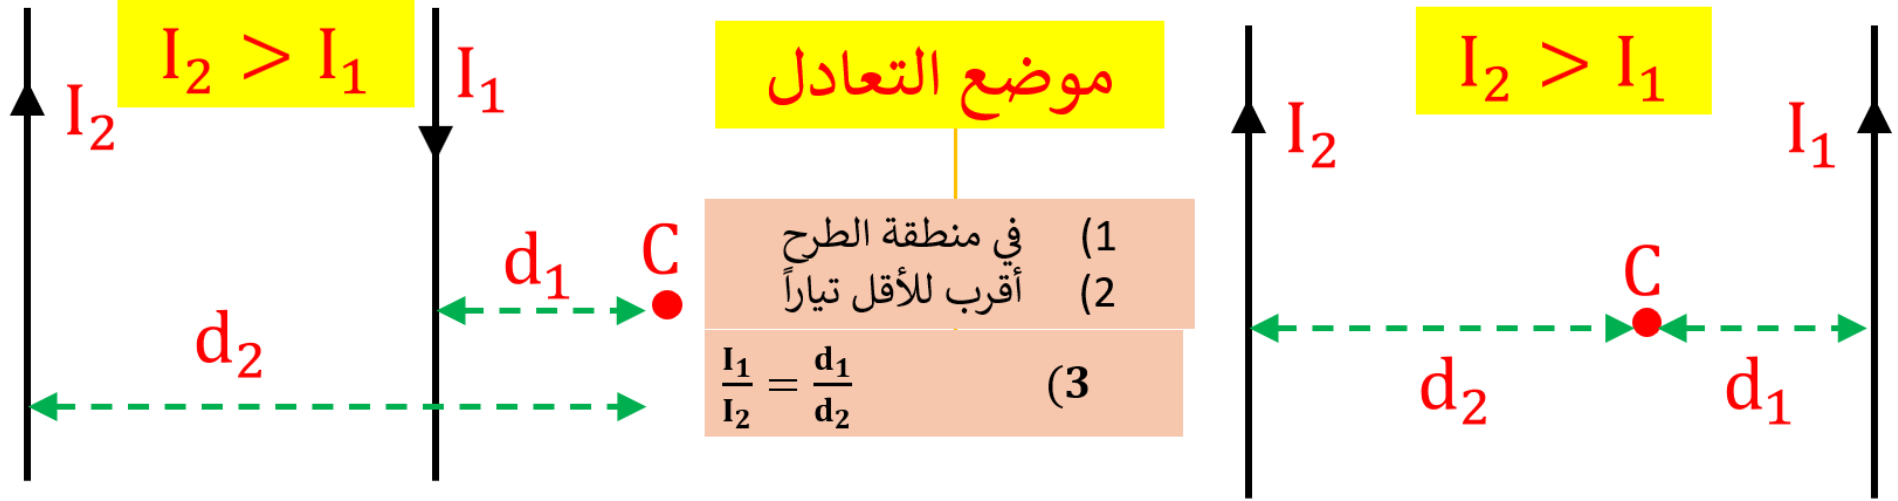 موضع التعادل
1) في منطقة الطرح
2) أقرب للأقل تياراً
3) I₁/I₂ = d₁/d₂
I₂ > I₁
I₂
I₁
C
d₂
d₁
I₂ > I₁
I₂
I₁
C
d₁
d₂